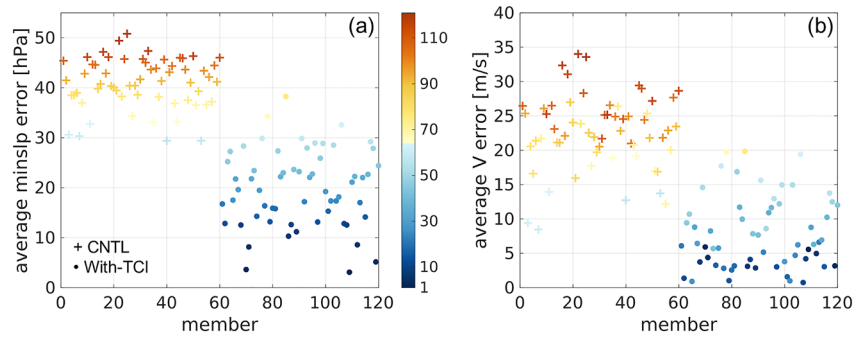 (a)
average minslp error [hPa]
50
40
30
20
10
0
+ CNTL
• With-TCI
0 20 40 60 80 100 120
member
110
90
70
50
30
10
1
(b)
average V error [m/s]
40
35
30
25
20
15
10
5
0
0 20 40 60 80 100 120
member